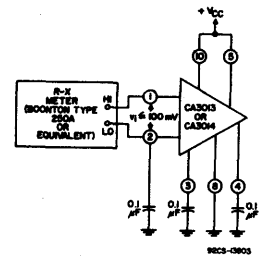 + VCC
R-X
METER
(BOONTON TYPE
250A
OR
EQUIVALENT)
HI
LO
1
vi ≤ 100 mV
2
10
5
CA3013
OR
CA3014
3
8
4
0.1
μF
0.1
μF
0.1
μF
92CS-13803